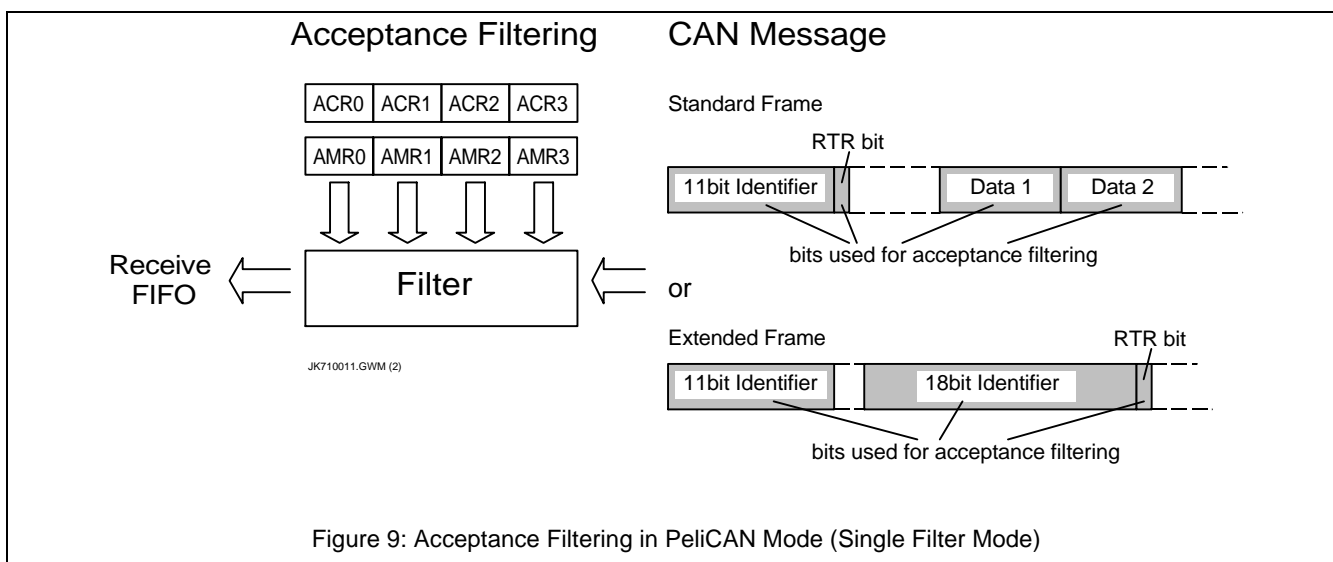 Acceptance Filtering
CAN Message
ACR0 ACR1 ACR2 ACR3
AMR0 AMR1 AMR2 AMR3
Receive
FIFO
Filter
JK710011.GWM (2)
Standard Frame
RTR bit
11bit Identifier
Data 1
Data 2
bits used for acceptance filtering
or
Extended Frame
RTR bit
11bit Identifier
18bit Identifier
bits used for acceptance filtering
Figure 9: Acceptance Filtering in PeliCAN Mode (Single Filter Mode)